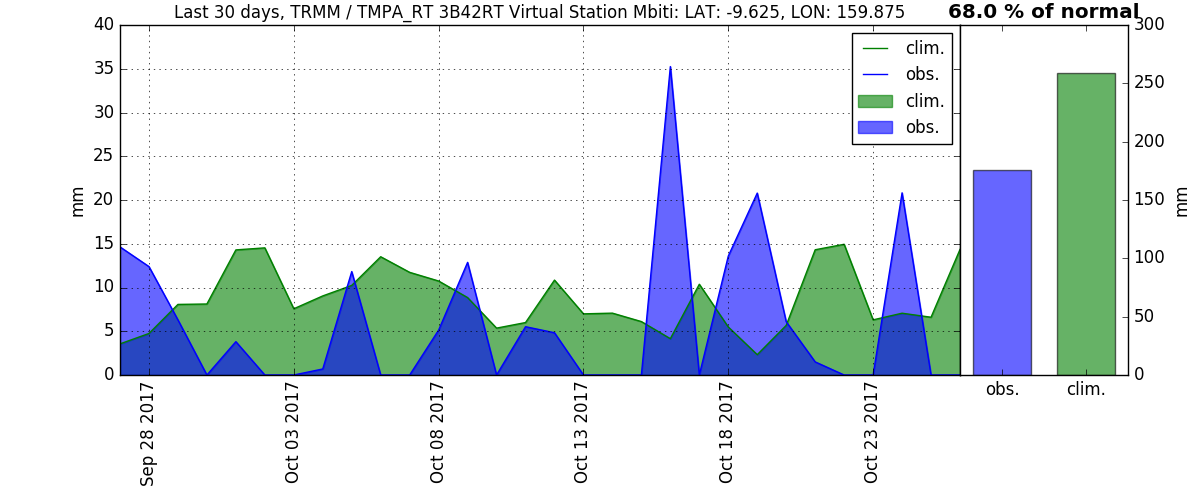 Last 30 days, TRMM / TMPA_RT 3B42RT Virtual Station Mbiti: LAT: -9.625, LON: 159.875
68.0 % of normal
40
35
30
25
20
15
10
5
0
mm
clim.
obs.
clim.
obs.
Sep 28 2017
Oct 03 2017
Oct 08 2017
Oct 13 2017
Oct 18 2017
Oct 23 2017
300
250
200
150
100
50
0
mm
obs.
clim.